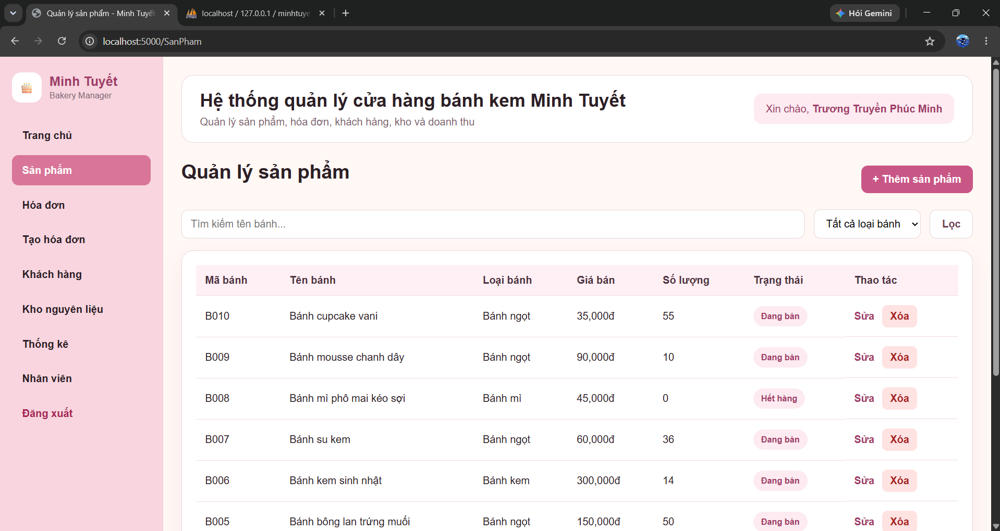 Quản lý sản phẩm - Minh Tuyết
localhost / 127.0.0.1 / minhtuye
Hỏi Gemini
localhost:5000/SanPham
Minh Tuyết
Bakery Manager
Trang chủ
Sản phẩm
Hóa đơn
Tạo hóa đơn
Khách hàng
Kho nguyên liệu
Thống kê
Nhân viên
Đăng xuất
Hệ thống quản lý cửa hàng bánh kem Minh Tuyết
Quản lý sản phẩm, hóa đơn, khách hàng, kho và doanh thu
Xin chào, Trương Truyền Phúc Minh
Quản lý sản phẩm
+ Thêm sản phẩm
Tìm kiếm tên bánh...
Tất cả loại bánh
Lọc
Mã bánh Tên bánh Loại bánh Giá bán Số lượng Trạng thái Thao tác
B010 Bánh cupcake vani Bánh ngọt 35,000đ 55 Đang bán Sửa Xóa
B009 Bánh mousse chanh dây Bánh ngọt 90,000đ 10 Đang bán Sửa Xóa
B008 Bánh mì phô mai kéo sợi Bánh mì 45,000đ 0 Hết hàng Sửa Xóa
B007 Bánh su kem Bánh ngọt 60,000đ 36 Đang bán Sửa Xóa
B006 Bánh kem sinh nhật Bánh kem 300,000đ 14 Đang bán Sửa Xóa
B005 Bánh bông lan trứng muối Bánh ngọt 150,000đ 50 Đang bán Sửa Xóa